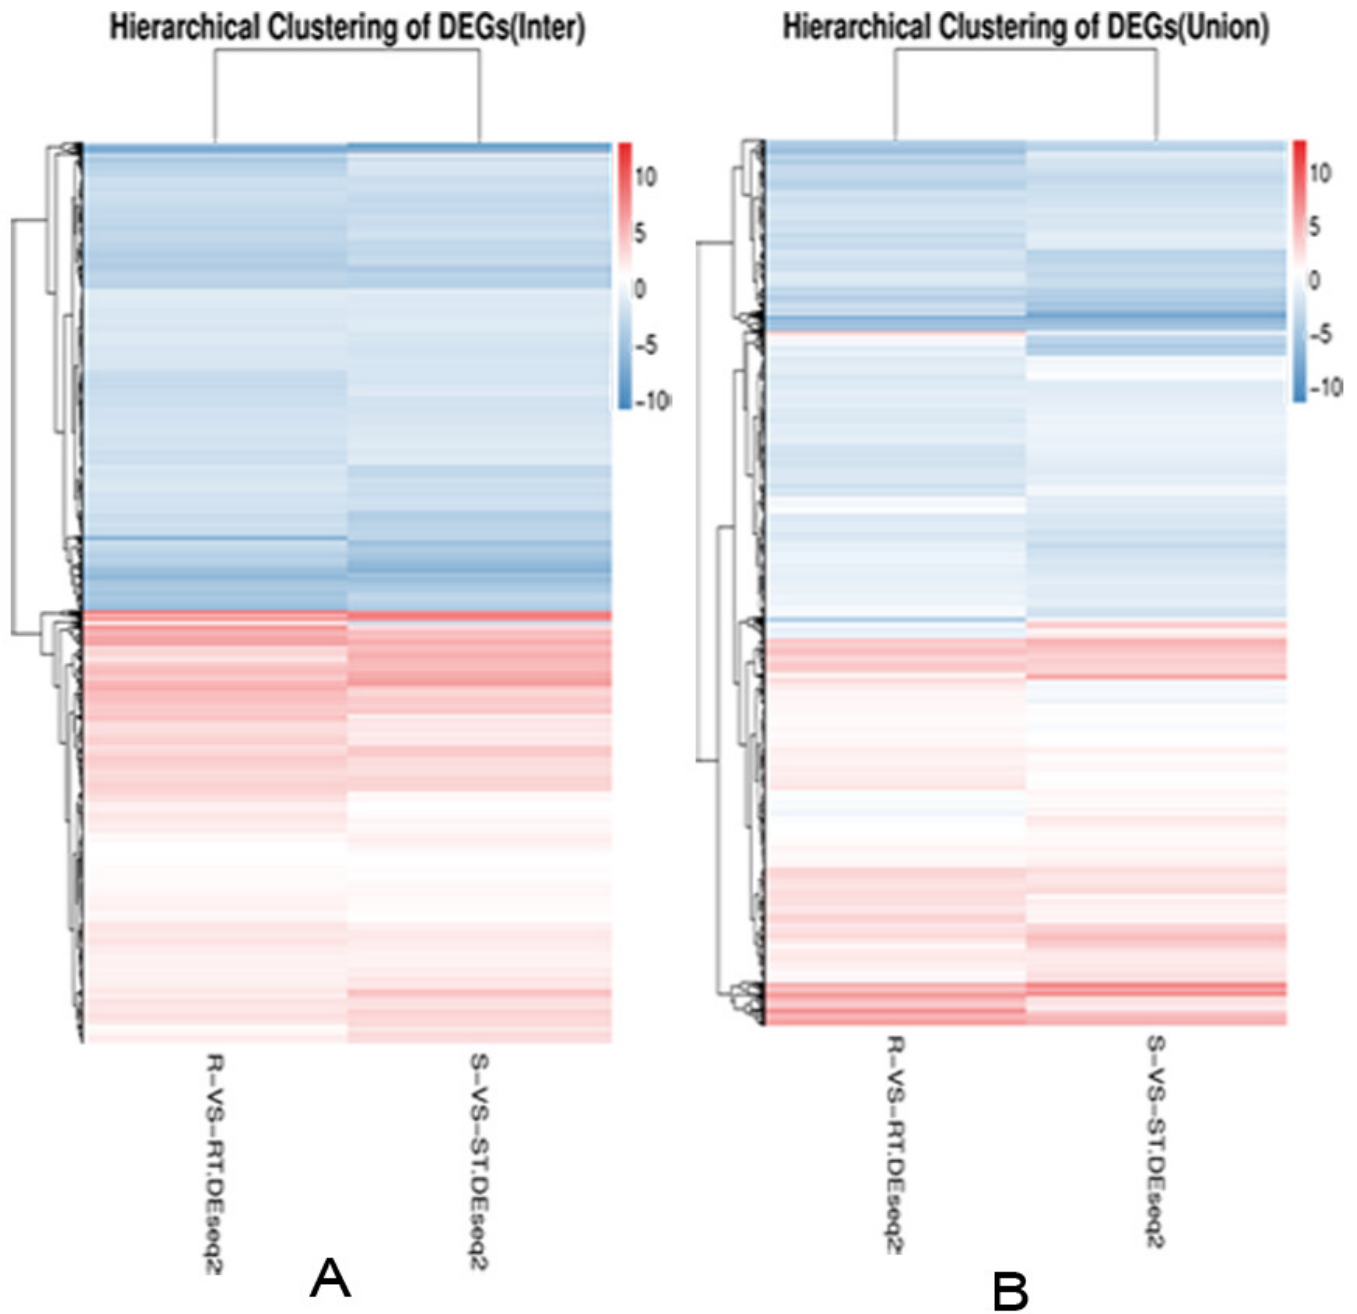 Hierarchical Clustering of DEGs(Inter)
10
5
0
-5
-10
R-VS-RT.DEseq2
S-VS-ST.DEseq2
A
Hierarchical Clustering of DEGs(Union)
10
5
0
-5
-10
R-VS-RT.DEseq2
S-VS-ST.DEseq2
B